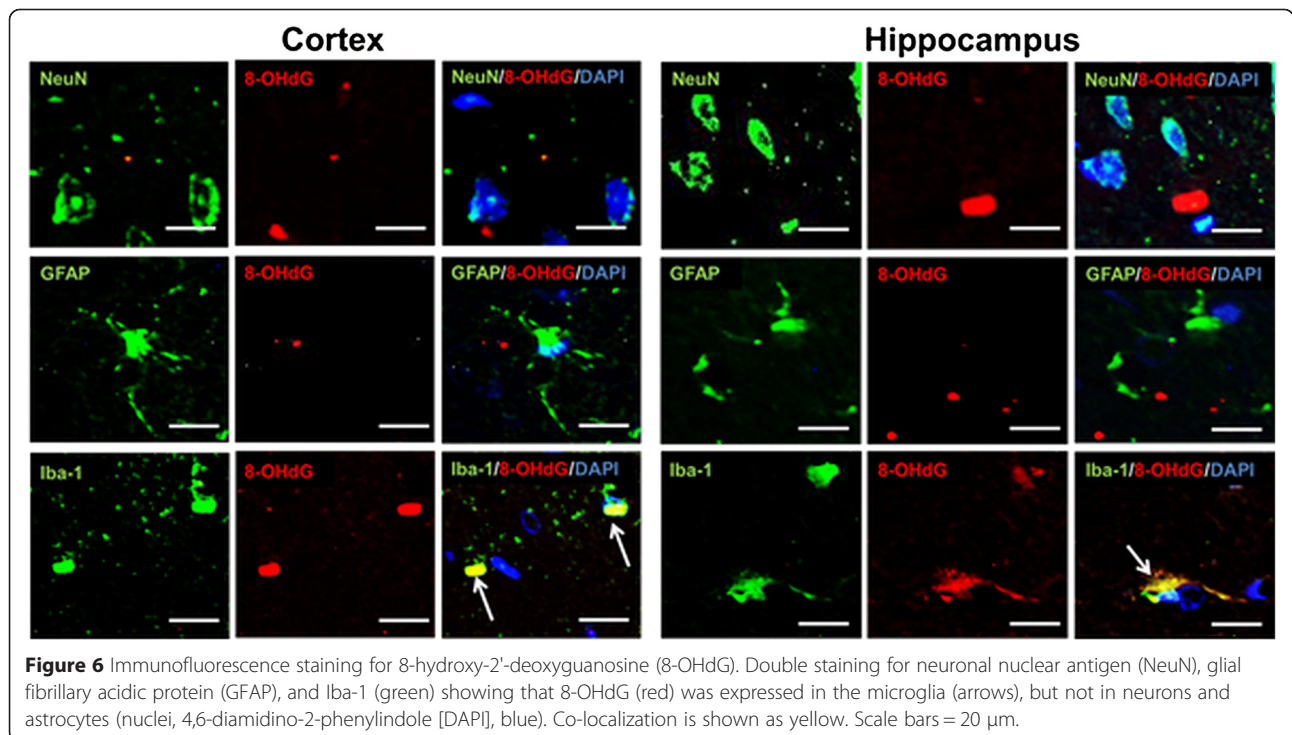 Cortex
Hippocampus
NeuN 8-OHdG NeuN/8-OHdG/DAPI NeuN 8-OHdG NeuN/8-OHdG/DAPI
GFAP 8-OHdG GFAP/8-OHdG/DAPI GFAP 8-OHdG GFAP/8-OHdG/DAPI
Iba-1 8-OHdG Iba-1/8-OHdG/DAPI Iba-1 8-OHdG Iba-1/8-OHdG/DAPI
Figure 6 Immunofluorescence staining for 8-hydroxy-2'-deoxyguanosine (8-OHdG). Double staining for neuronal nuclear antigen (NeuN), glial
fibrillary acidic protein (GFAP), and Iba-1 (green) showing that 8-OHdG (red) was expressed in the microglia (arrows), but not in neurons and
astrocytes (nuclei, 4,6-diamidino-2-phenylindole [DAPI], blue). Co-localization is shown as yellow. Scale bars = 20 μm.